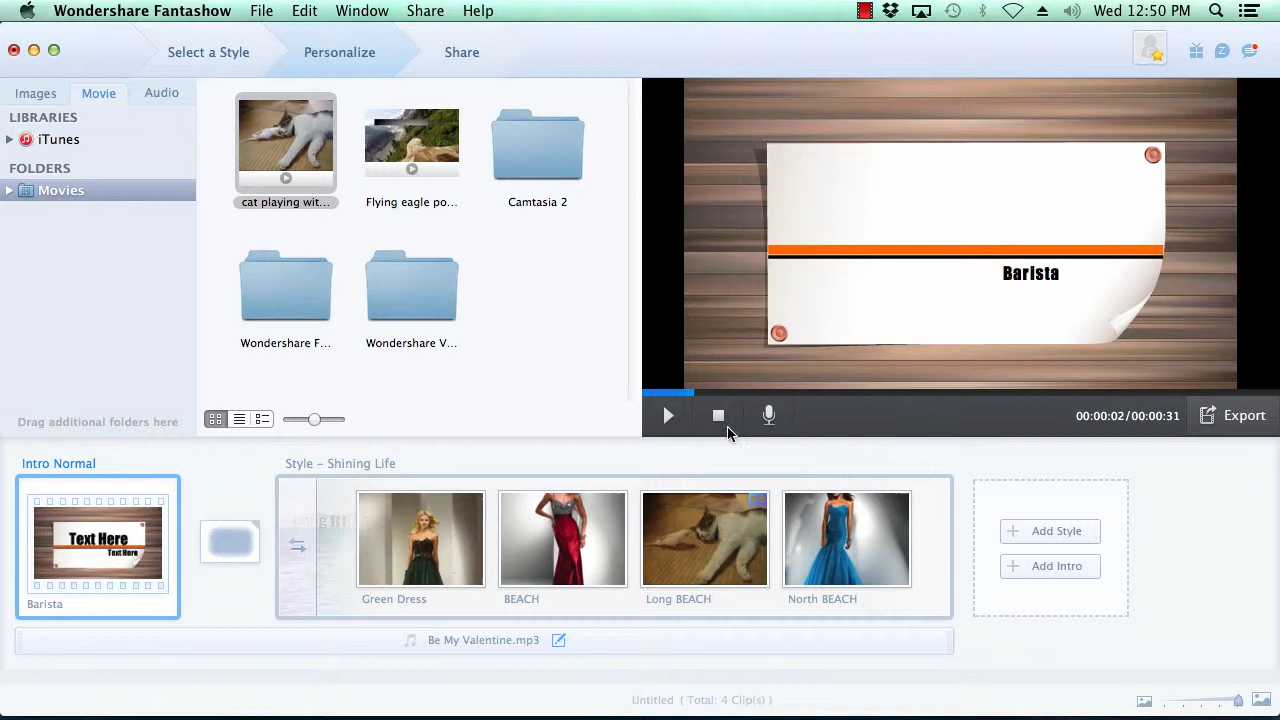 Wondershare Fantashow File Edit Window Share Help Wed 12:50 PM
Select a Style Personalize Share
Images Movie Audio
LIBRARIES
iTunes
FOLDERS
Movies
cat playing wit... Flying eagle po... Camtasia 2
Wondershare F... Wondershare V...
Drag additional folders here
Barista
00:00:02/00:00:31 Export
Intro Normal
Text Here
Text Here
Barista
Style - Shining Life
Green Dress BEACH Long BEACH North BEACH
+ Add Style
+ Add Intro
Be My Valentine.mp3
Untitled ( Total: 4 Clip(s) )